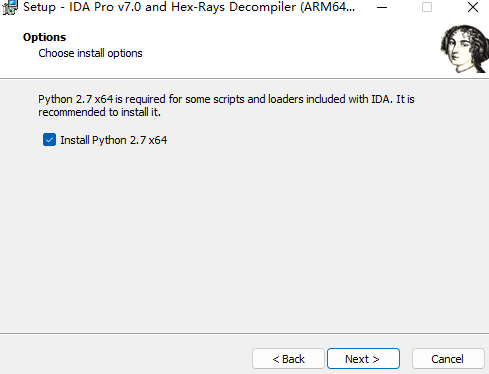 Setup - IDA Pro v7.0 and Hex-Rays Decompiler (ARM64...
Options
Choose install options
Python 2.7 x64 is required for some scripts and loaders included with IDA. It is
recommended to install it.
Install Python 2.7 x64
< Back
Next >
Cancel